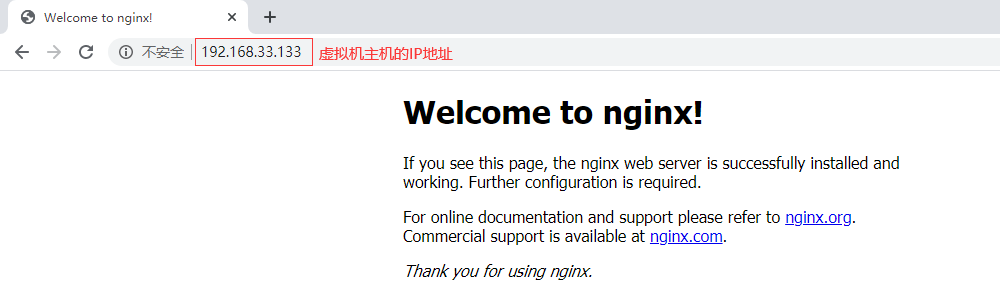 Welcome to nginx!
不安全 192.168.33.133 虚拟机主机的IP地址
Welcome to nginx!
If you see this page, the nginx web server is successfully installed and
working. Further configuration is required.
For online documentation and support please refer to nginx.org.
Commercial support is available at nginx.com.
Thank you for using nginx.